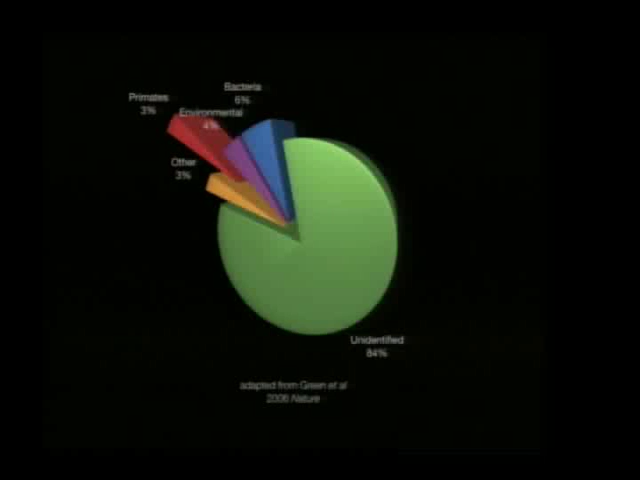 Bacteria
6%
Primates
3%
Environmental
4%
Other
3%
Unidentified
84%
adapted from Green et al
2006 Nature